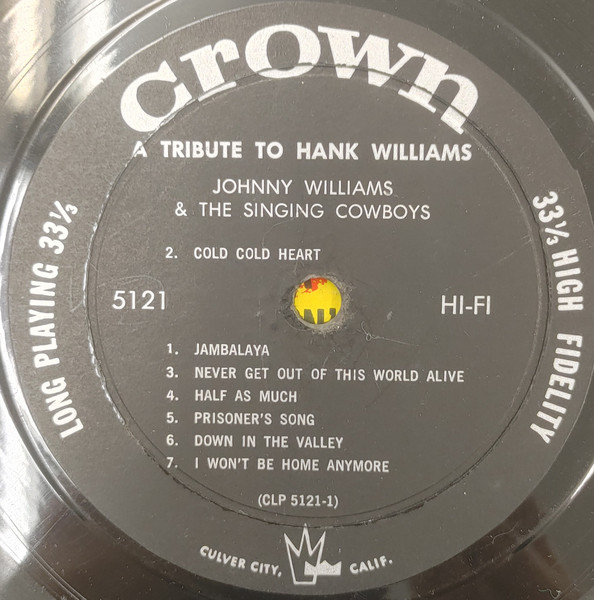 crown
A TRIBUTE TO HANK WILLIAMS
JOHNNY WILLIAMS
& THE SINGING COWBOYS
2. COLD COLD HEART
5121
HI-FI
LONG PLAYING 33⅓
33⅓ HIGH FIDELITY
1. JAMBALAYA
3. NEVER GET OUT OF THIS WORLD ALIVE
4. HALF AS MUCH
5. PRISONER'S SONG
6. DOWN IN THE VALLEY
7. I WON'T BE HOME ANYMORE
(CLP 5121-1)
CULVER CITY, CALIF.